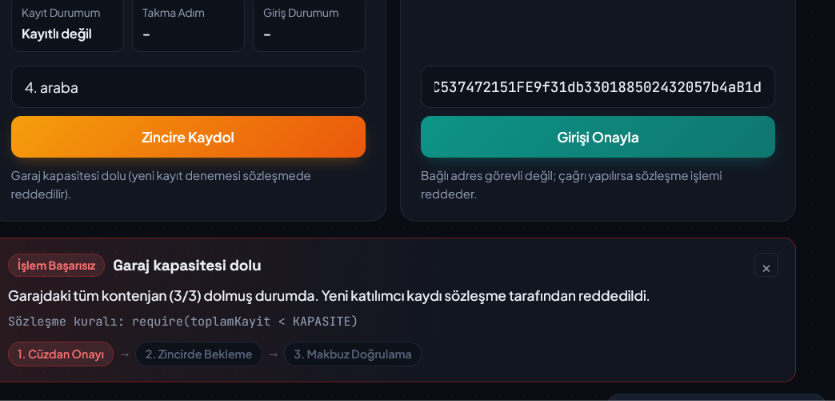 Kayıt Durumum
Kayıtlı değil
Takma Adım
–
Giriş Durumum
–
4. araba
Zincire Kaydol
Garaj kapasitesi dolu (yeni kayıt denemesi sözleşmede
reddedilir).
C537472151FE9f31db330188502432057b4aB1d
Girişi Onayla
Bağlı adres görevli değil; çağrı yapılırsa sözleşme işlemi
reddeder.
İşlem Başarısız Garaj kapasitesi dolu ×
Garajdaki tüm kontenjan (3/3) dolmuş durumda. Yeni katılımcı kaydı sözleşme tarafından reddedildi.
Sözleşme kuralı: require(toplamKayit < KAPASITE)
1. Cüzdan Onayı → 2. Zincirde Bekleme → 3. Makbuz Doğrulama